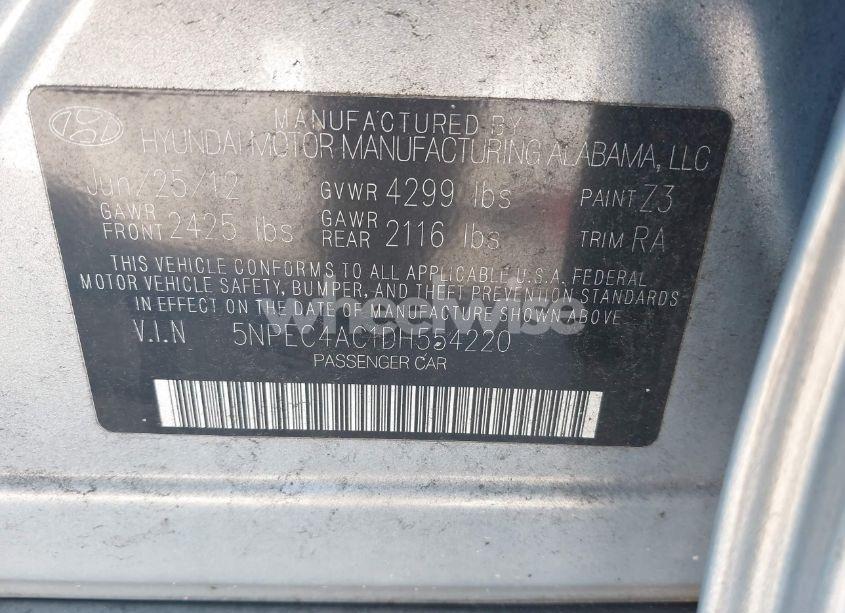 MANUFACTURED BY
HYUNDAI MOTOR MANUFACTURING ALABAMA, LLC
Jun/25/12 GVWR 4299 lbs PAINT Z3
GAWR FRONT 2425 lbs GAWR REAR 2116 lbs TRIM RA
THIS VEHICLE CONFORMS TO ALL APPLICABLE U.S.A. FEDERAL
MOTOR VEHICLE SAFETY, BUMPER, AND THEFT PREVENTION STANDARDS
IN EFFECT ON THE DATE OF MANUFACTURE SHOWN ABOVE.
wheelwise
V.I.N 5NPEC4AC1DH554220
PASSENGER CAR